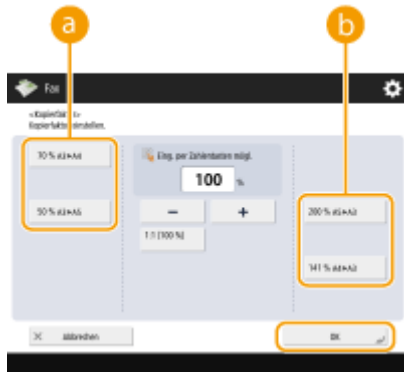 a
b
Fax
<Kopierfaktor>
Kopierfaktor einstellen.
70 % A3▸A4
Eing. per Zahlentasten mögl.
100 %
50 % A3▸A5
−
+
200 % A5▸A3
1:1 (100 %)
141 % A4▸A3
Abbrechen
OK